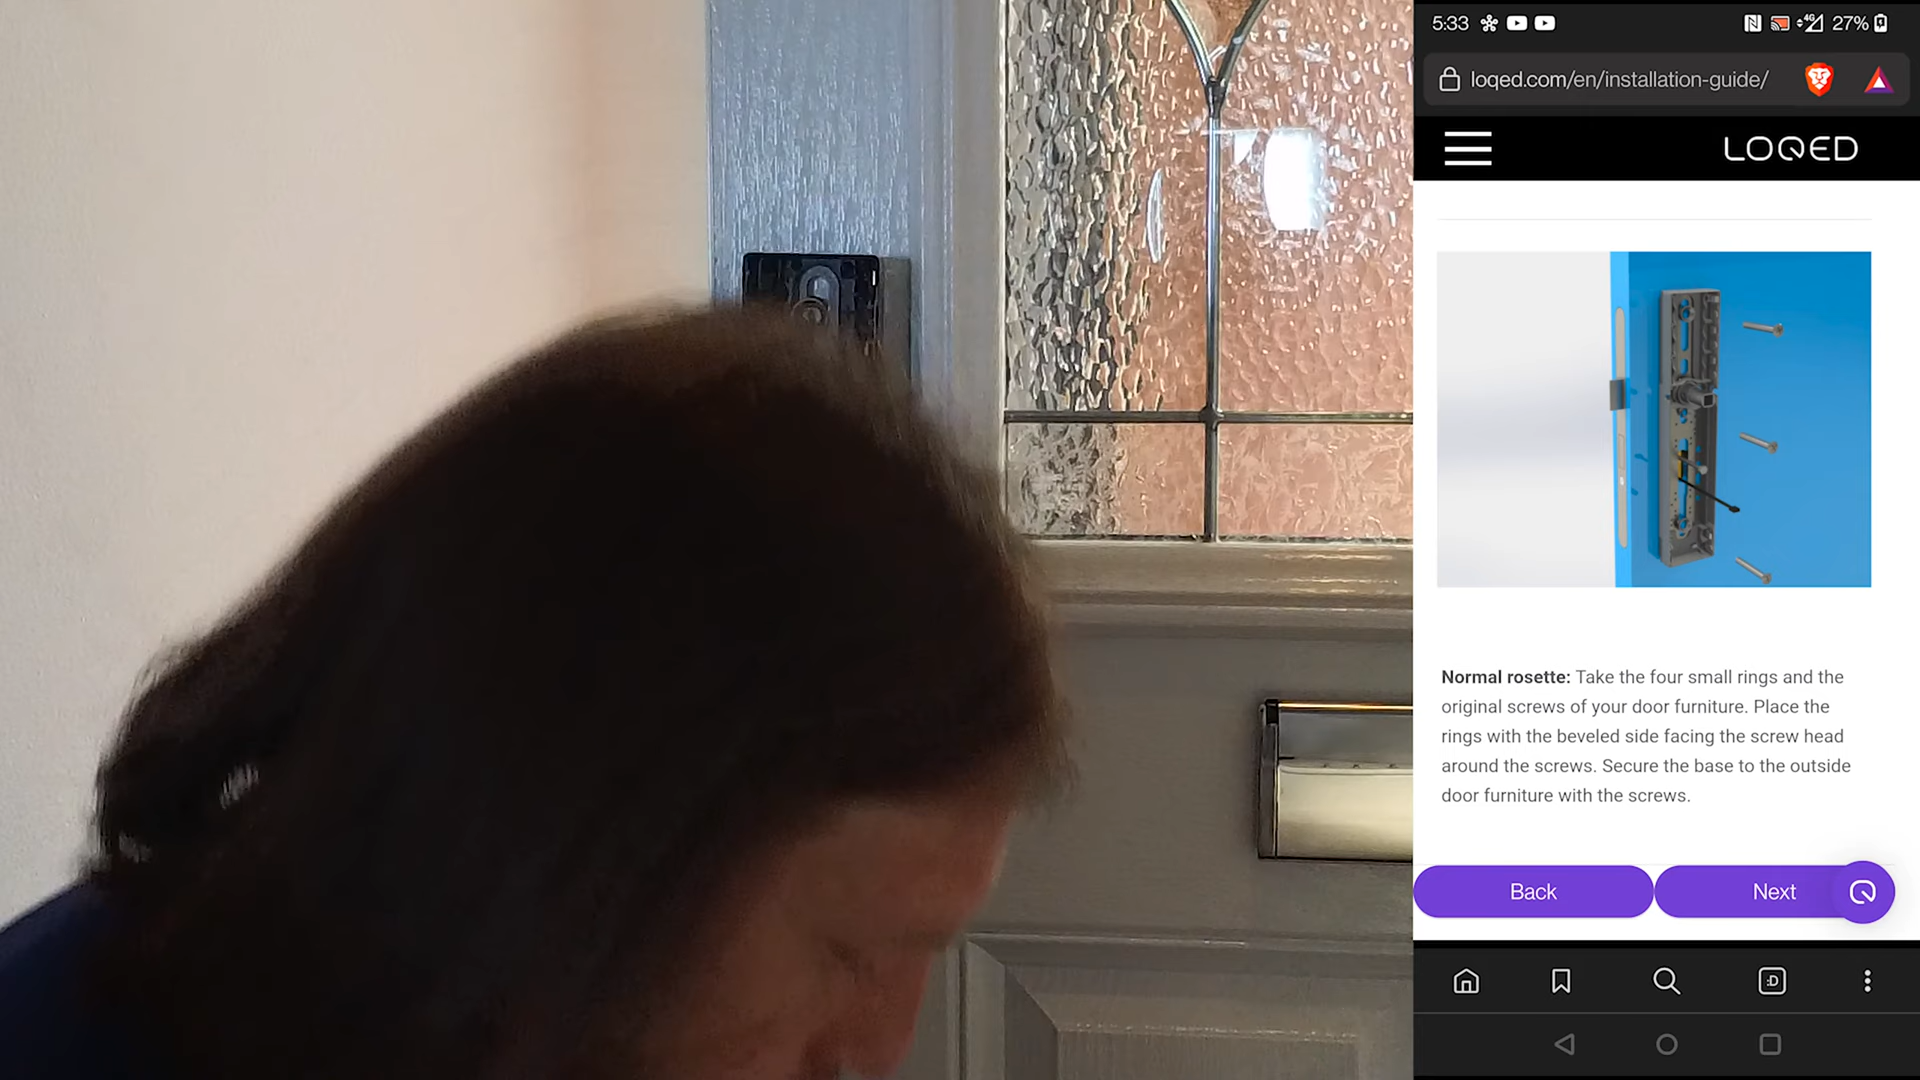 5:33
4G
27%
loqed.com/en/installation-guide/
LOQED
Normal rosette: Take the four small rings and the
original screws of your door furniture. Place the
rings with the beveled side facing the screw head
around the screws. Secure the base to the outside
door furniture with the screws.
Back
Next
:D